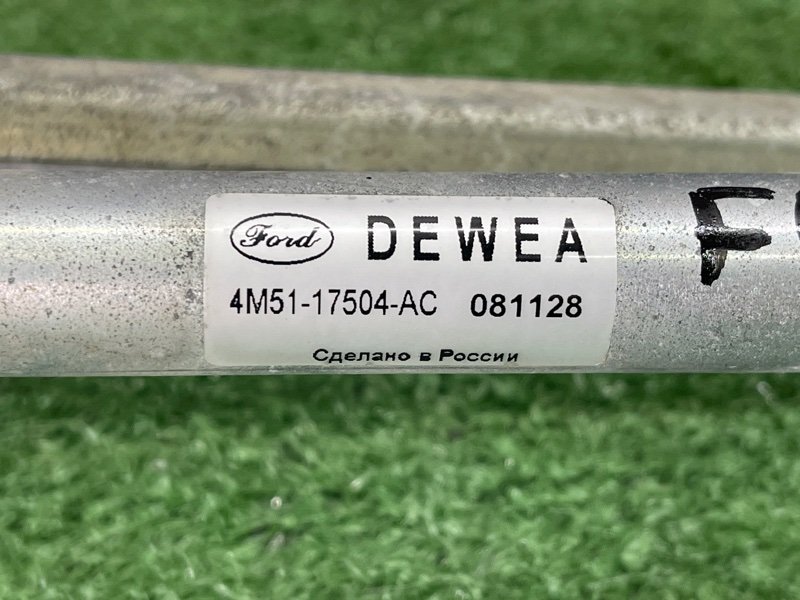 Ford DEWEA
4M51-17504-AC 081128
Сделано в России